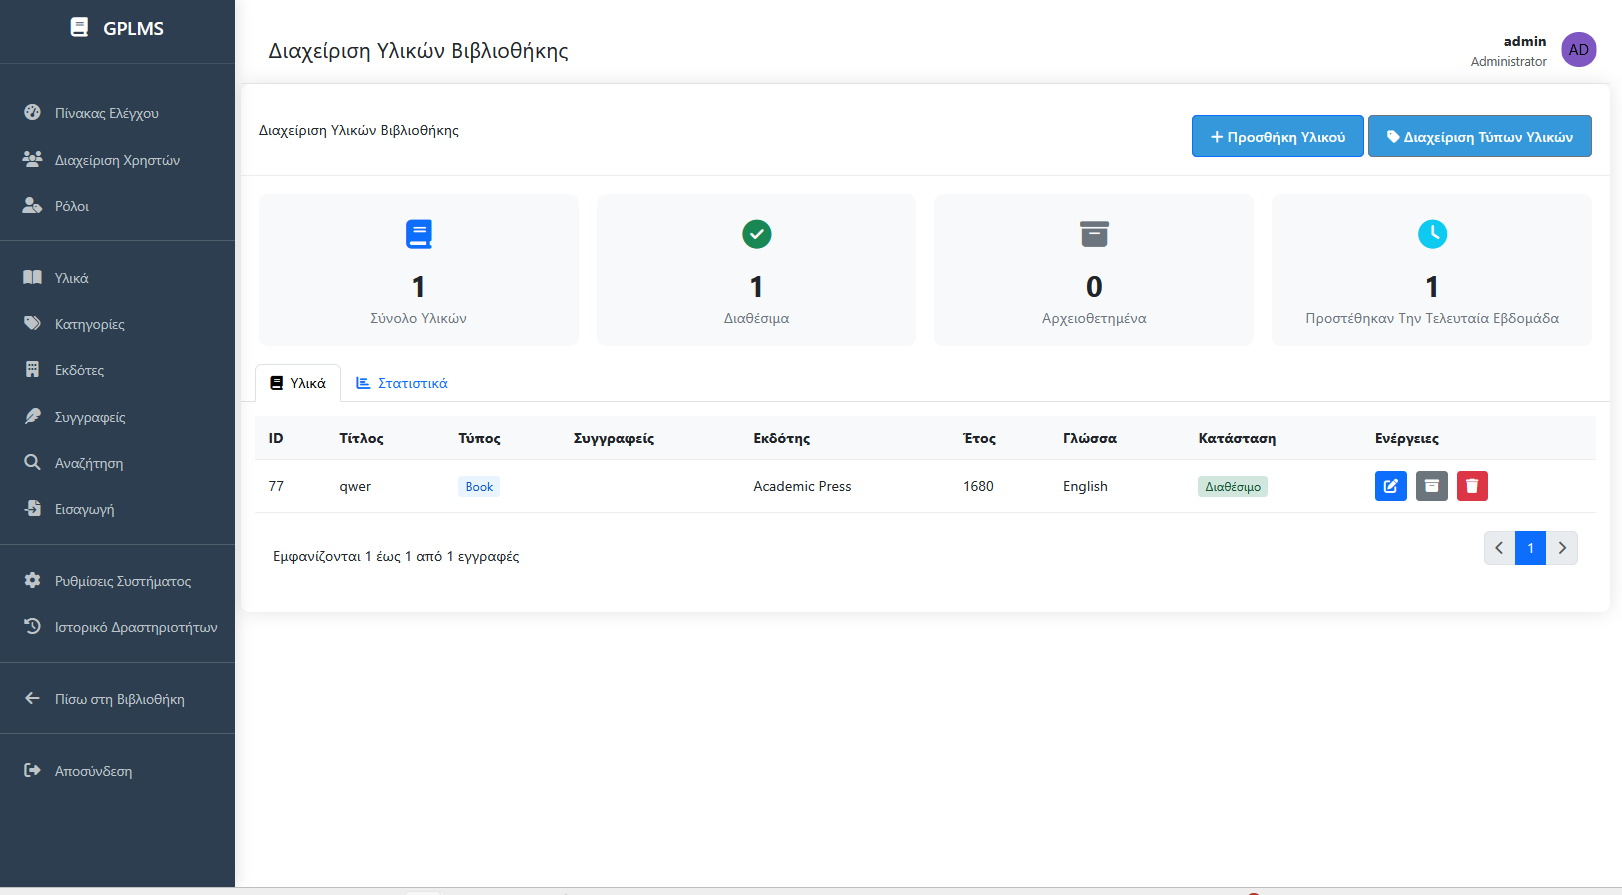 GPLMS
Πίνακας Ελέγχου
Διαχείριση Χρηστών
Ρόλοι
Υλικά
Κατηγορίες
Εκδότες
Συγγραφείς
Αναζήτηση
Εισαγωγή
Ρυθμίσεις Συστήματος
Ιστορικό Δραστηριοτήτων
Πίσω στη Βιβλιοθήκη
Αποσύνδεση
Διαχείριση Υλικών Βιβλιοθήκης
admin
Administrator
AD
Διαχείριση Υλικών Βιβλιοθήκης
Προσθήκη Υλικού
Διαχείριση Τύπων Υλικών
1
Σύνολο Υλικών
1
Διαθέσιμα
0
Αρχειοθετημένα
1
Προστέθηκαν Την Τελευταία Εβδομάδα
Υλικά Στατιστικά
ID Τίτλος Τύπος Συγγραφείς Εκδότης Έτος Γλώσσα Κατάσταση Ενέργειες
77 qwer Book Academic Press 1680 English Διαθέσιμο
Εμφανίζονται 1 έως 1 από 1 εγγραφές
1